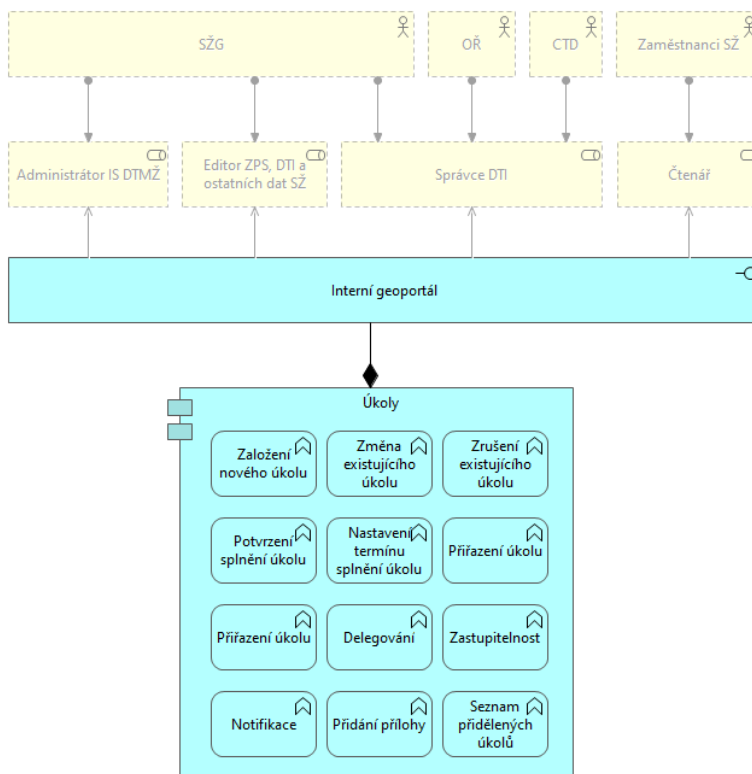 SŽG
OŘ
CTD
Zaměstnanci SŽ
Administrátor IS DTMŽ
Editor ZPS, DTI a
ostatních dat SŽ
Správce DTI
Čtenář
Interní geoportál
Úkoly
Založení
nového úkolu
Změna
existujícího
úkolu
Zrušení
existujícího
úkolu
Potvrzení
splnění úkolu
Nastavení
termínu
splnění úkolu
Přiřazení úkolu
Přiřazení úkolu
Delegování
Zastupitelnost
Notifikace
Přidání přílohy
Seznam
přidělených
úkolů